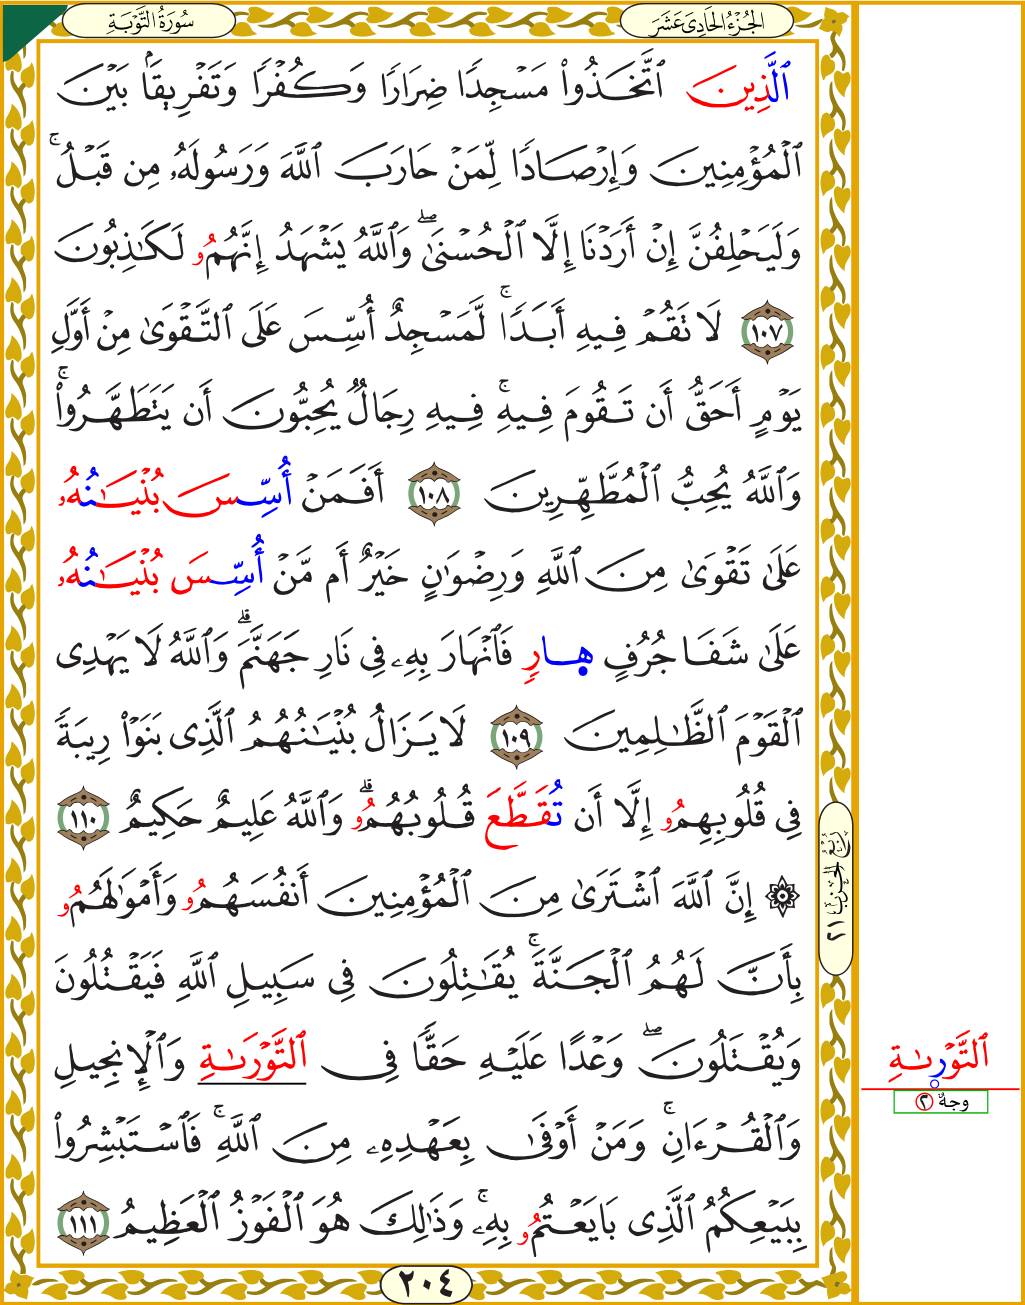 الجُزْءُ الحَادِىَ عَشَرَ
سُورَةُ التَّوْبَةِ
ٱلَّذِينَ ٱتَّخَذُوا۟ مَسْجِدًا ضِرَارًا وَكُفْرًا وَتَفْرِيقًۢا بَيْنَ
ٱلْمُؤْمِنِينَ وَإِرْصَادًا لِّمَنْ حَارَبَ ٱللَّهَ وَرَسُولَهُۥ مِن قَبْلُ ۚ
وَلَيَحْلِفُنَّ إِنْ أَرَدْنَا إِلَّا ٱلْحُسْنَىٰ ۖ وَٱللَّهُ يَشْهَدُ إِنَّهُمُو لَكَـٰذِبُونَ
١٠٧ لَا تَقُمْ فِيهِ أَبَدًا ۚ لَّمَسْجِدٌ أُسِّسَ عَلَى ٱلتَّقْوَىٰ مِنْ أَوَّلِ
يَوْمٍ أَحَقُّ أَن تَقُومَ فِيهِ ۚ فِيهِ رِجَالٌ يُحِبُّونَ أَن يَتَطَهَّرُوا۟ ۚ
وَٱللَّهُ يُحِبُّ ٱلْمُطَّهِّرِينَ ١٠٨ أَفَمَنْ أُسِّسَ بُنْيَـٰنُهُۥ
عَلَىٰ تَقْوَىٰ مِنَ ٱللَّهِ وَرِضْوَٰنٍ خَيْرٌ أَم مَّنْ أُسِّسَ بُنْيَـٰنُهُۥ
عَلَىٰ شَفَا جُرُفٍ هَارٍ فَٱنْهَارَ بِهِۦ فِى نَارِ جَهَنَّمَ ۗ وَٱللَّهُ لَا يَهْدِى
ٱلْقَوْمَ ٱلظَّـٰلِمِينَ ١٠٩ لَا يَزَالُ بُنْيَـٰنُهُمُ ٱلَّذِى بَنَوْا۟ رِيبَةً
فِى قُلُوبِهِمُو إِلَّا أَن تُقَطَّعَ قُلُوبُهُمُو ۗ وَٱللَّهُ عَلِيمٌ حَكِيمٌ ١١٠
۞ إِنَّ ٱللَّهَ ٱشْتَرَىٰ مِنَ ٱلْمُؤْمِنِينَ أَنفُسَهُمُو وَأَمْوَٰلَهُمُو
بِأَنَّ لَهُمُ ٱلْجَنَّةَ ۚ يُقَـٰتِلُونَ فِى سَبِيلِ ٱللَّهِ فَيَقْتُلُونَ
وَيُقْتَلُونَ ۖ وَعْدًا عَلَيْهِ حَقًّا فِى ٱلتَّوْرَىٰةِ وَٱلْإِنجِيلِ
وَٱلْقُرْءَانِ ۚ وَمَنْ أَوْفَىٰ بِعَهْدِهِۦ مِنَ ٱللَّهِ ۚ فَٱسْتَبْشِرُوا۟
بِبَيْعِكُمُ ٱلَّذِى بَايَعْتُمُو بِهِۦ ۚ وَذَٰلِكَ هُوَ ٱلْفَوْزُ ٱلْعَظِيمُ ١١١
٢٠٤
رُبْعُ الحِزْبِ ٢١
ٱلتَّوْرَىٰةِ
وجهٌ ٢